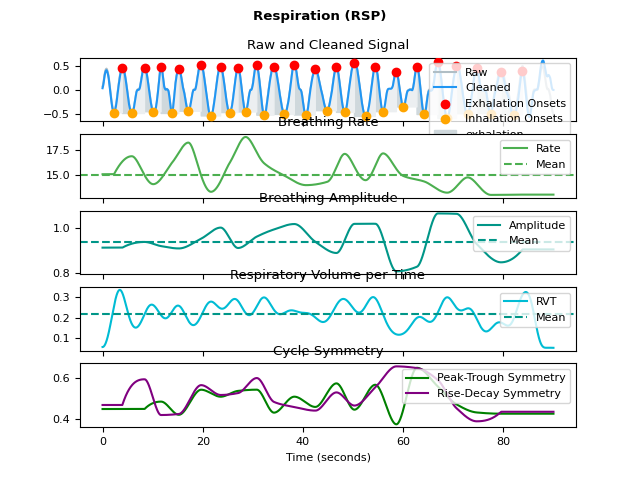 Respiration (RSP)
Raw and Cleaned Signal
0.5
0.0
−0.5
Raw
Cleaned
Exhalation Onsets
Inhalation Onsets
exhalation
Breathing Rate
17.5
15.0
Rate
Mean
Breathing Amplitude
1.0
0.8
Amplitude
Mean
Respiratory Volume per Time
0.3
0.2
0.1
RVT
Mean
Cycle Symmetry
0.6
0.4
Peak-Trough Symmetry
Rise-Decay Symmetry
0 20 40 60 80
Time (seconds)